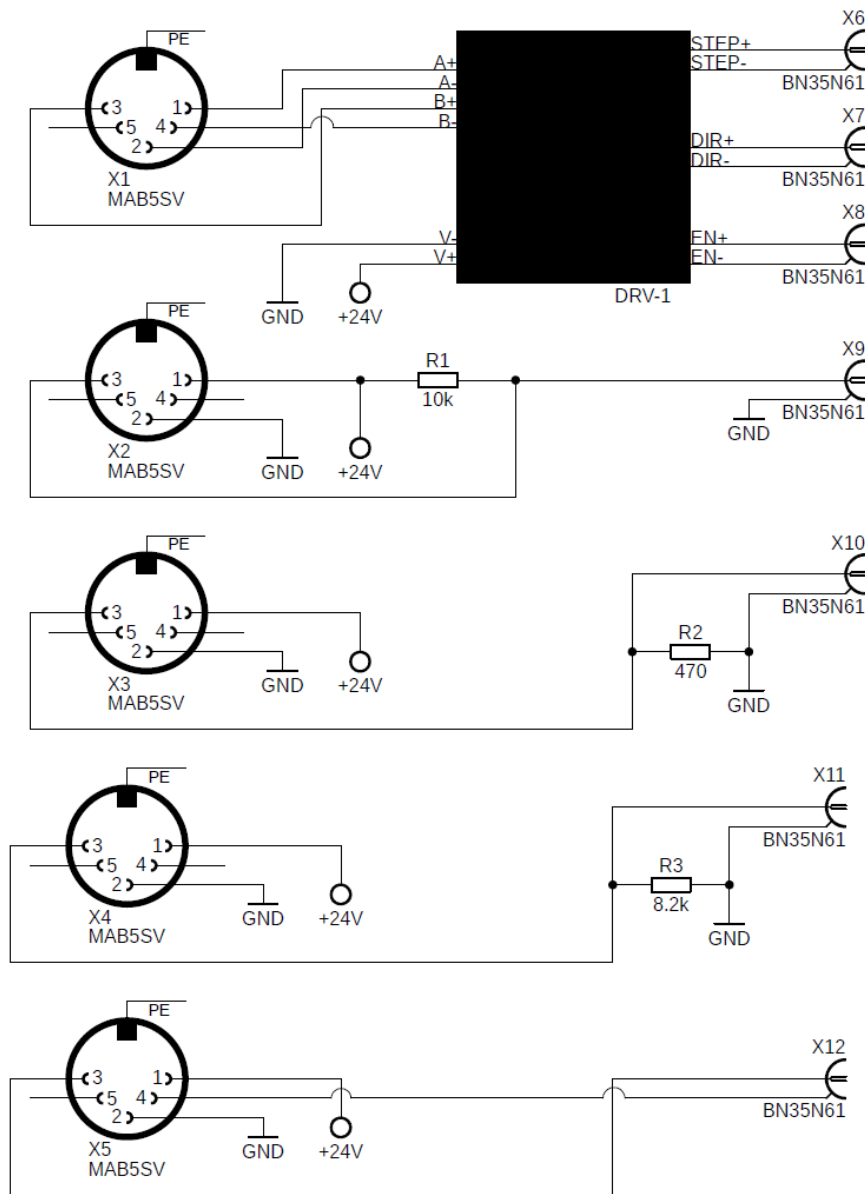 X6
PE
STEP+
A+
STEP-
BN35N61
A-
3
1
B+
5
4
B-
X7
2
DIR+
X1
DIR-
MAB5SV
BN35N61
X8
V-
EN+
V+
EN-
BN35N61
PE
GND
+24V
DRV-1
X9
R1
3
1
5
4
10k
BN35N61
2
GND
X2
MAB5SV
GND
+24V
X10
PE
BN35N61
3
1
5
4
R2
2
470
X3
GND
+24V
GND
MAB5SV
PE
X11
BN35N61
3
1
5
4
R3
2
8.2k
X4
GND
+24V
GND
MAB5SV
PE
X12
3
1
5
4
BN35N61
2
X5
GND
+24V
MAB5SV